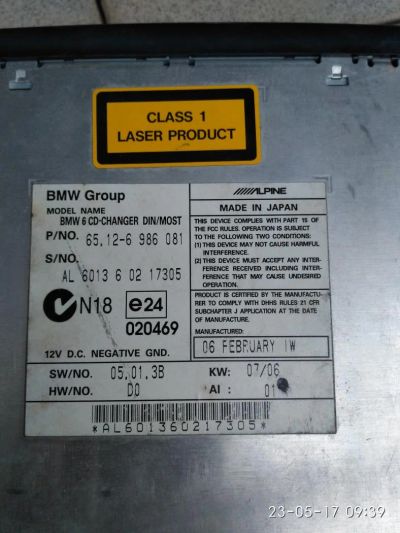 CLASS 1
LASER PRODUCT
BMW Group
MODEL NAME
BMW 6 CD-CHANGER DIN/MOST
P/NO. 65.12-6 986 081
S/NO.
AL 6013 6 02 17305
N18
e24
020469
12V D.C. NEGATIVE GND.
ALPINE
MADE IN JAPAN
THIS DEVICE COMPLIES WITH PART 15 OF
THE FCC RULES. OPERATION IS SUBJECT
TO THE FOLLOWING TWO CONDITIONS:
(1) THIS DEVICE MAY NOT CAUSE HARMFUL
INTERFERENCE.
(2) THIS DEVICE MUST ACCEPT ANY INTER-
FERENCE RECEIVED INCLUDING INTER-
FERENCE THAT MAY CAUSE UNDESIRED
OPERATION.
PRODUCT IS CERTIFIED BY THE MANUFACTU-
RER TO COMPLY WITH DHHS RULES 21 CFR
SUBCHAPTER J APPLICATION AT THE DATE
OF MANUFACTURE.
MANUFACTURED:
06 FEBRUARY 1W
SW/NO. 05.01.3B KW: 07/06
HW/NO. D0 AI : 01
*AL601360217305*
23-05-17 09:39